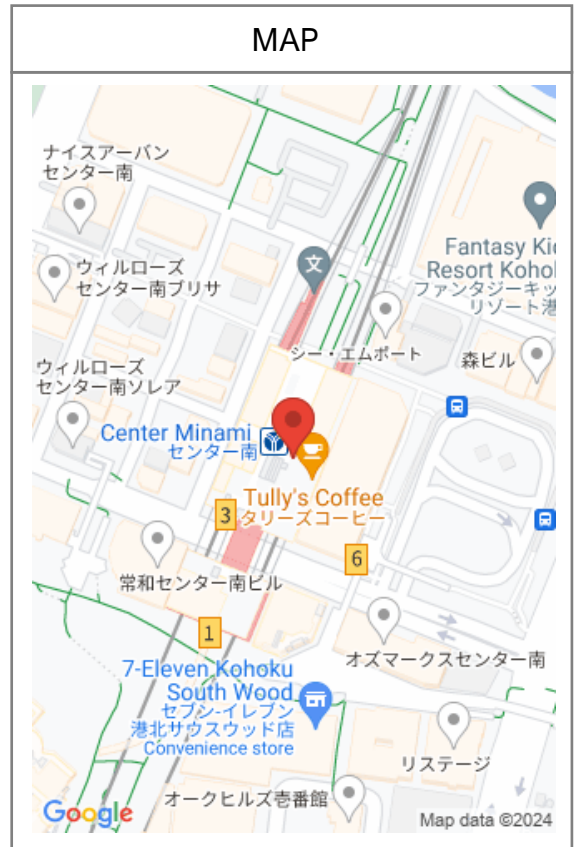 MAP
ナイスアーバン
センター南
文
ウィルローズ
センター南ブリサ
Fantasy Kid
Resort Kohok
ファンタジーキッ
リゾート港
シー・エムポート
森ビル
ウィルローズ
センター南ソレア
Center Minami
センター南
Tully's Coffee
タリーズコーヒー
3
6
常和センター南ビル
1
オズマークスセンター南
7-Eleven Kohoku
South Wood
セブン-イレブン
港北サウスウッド店
Convenience store
リステージ
オークヒルズ壱番館
Google
Map data ©2024